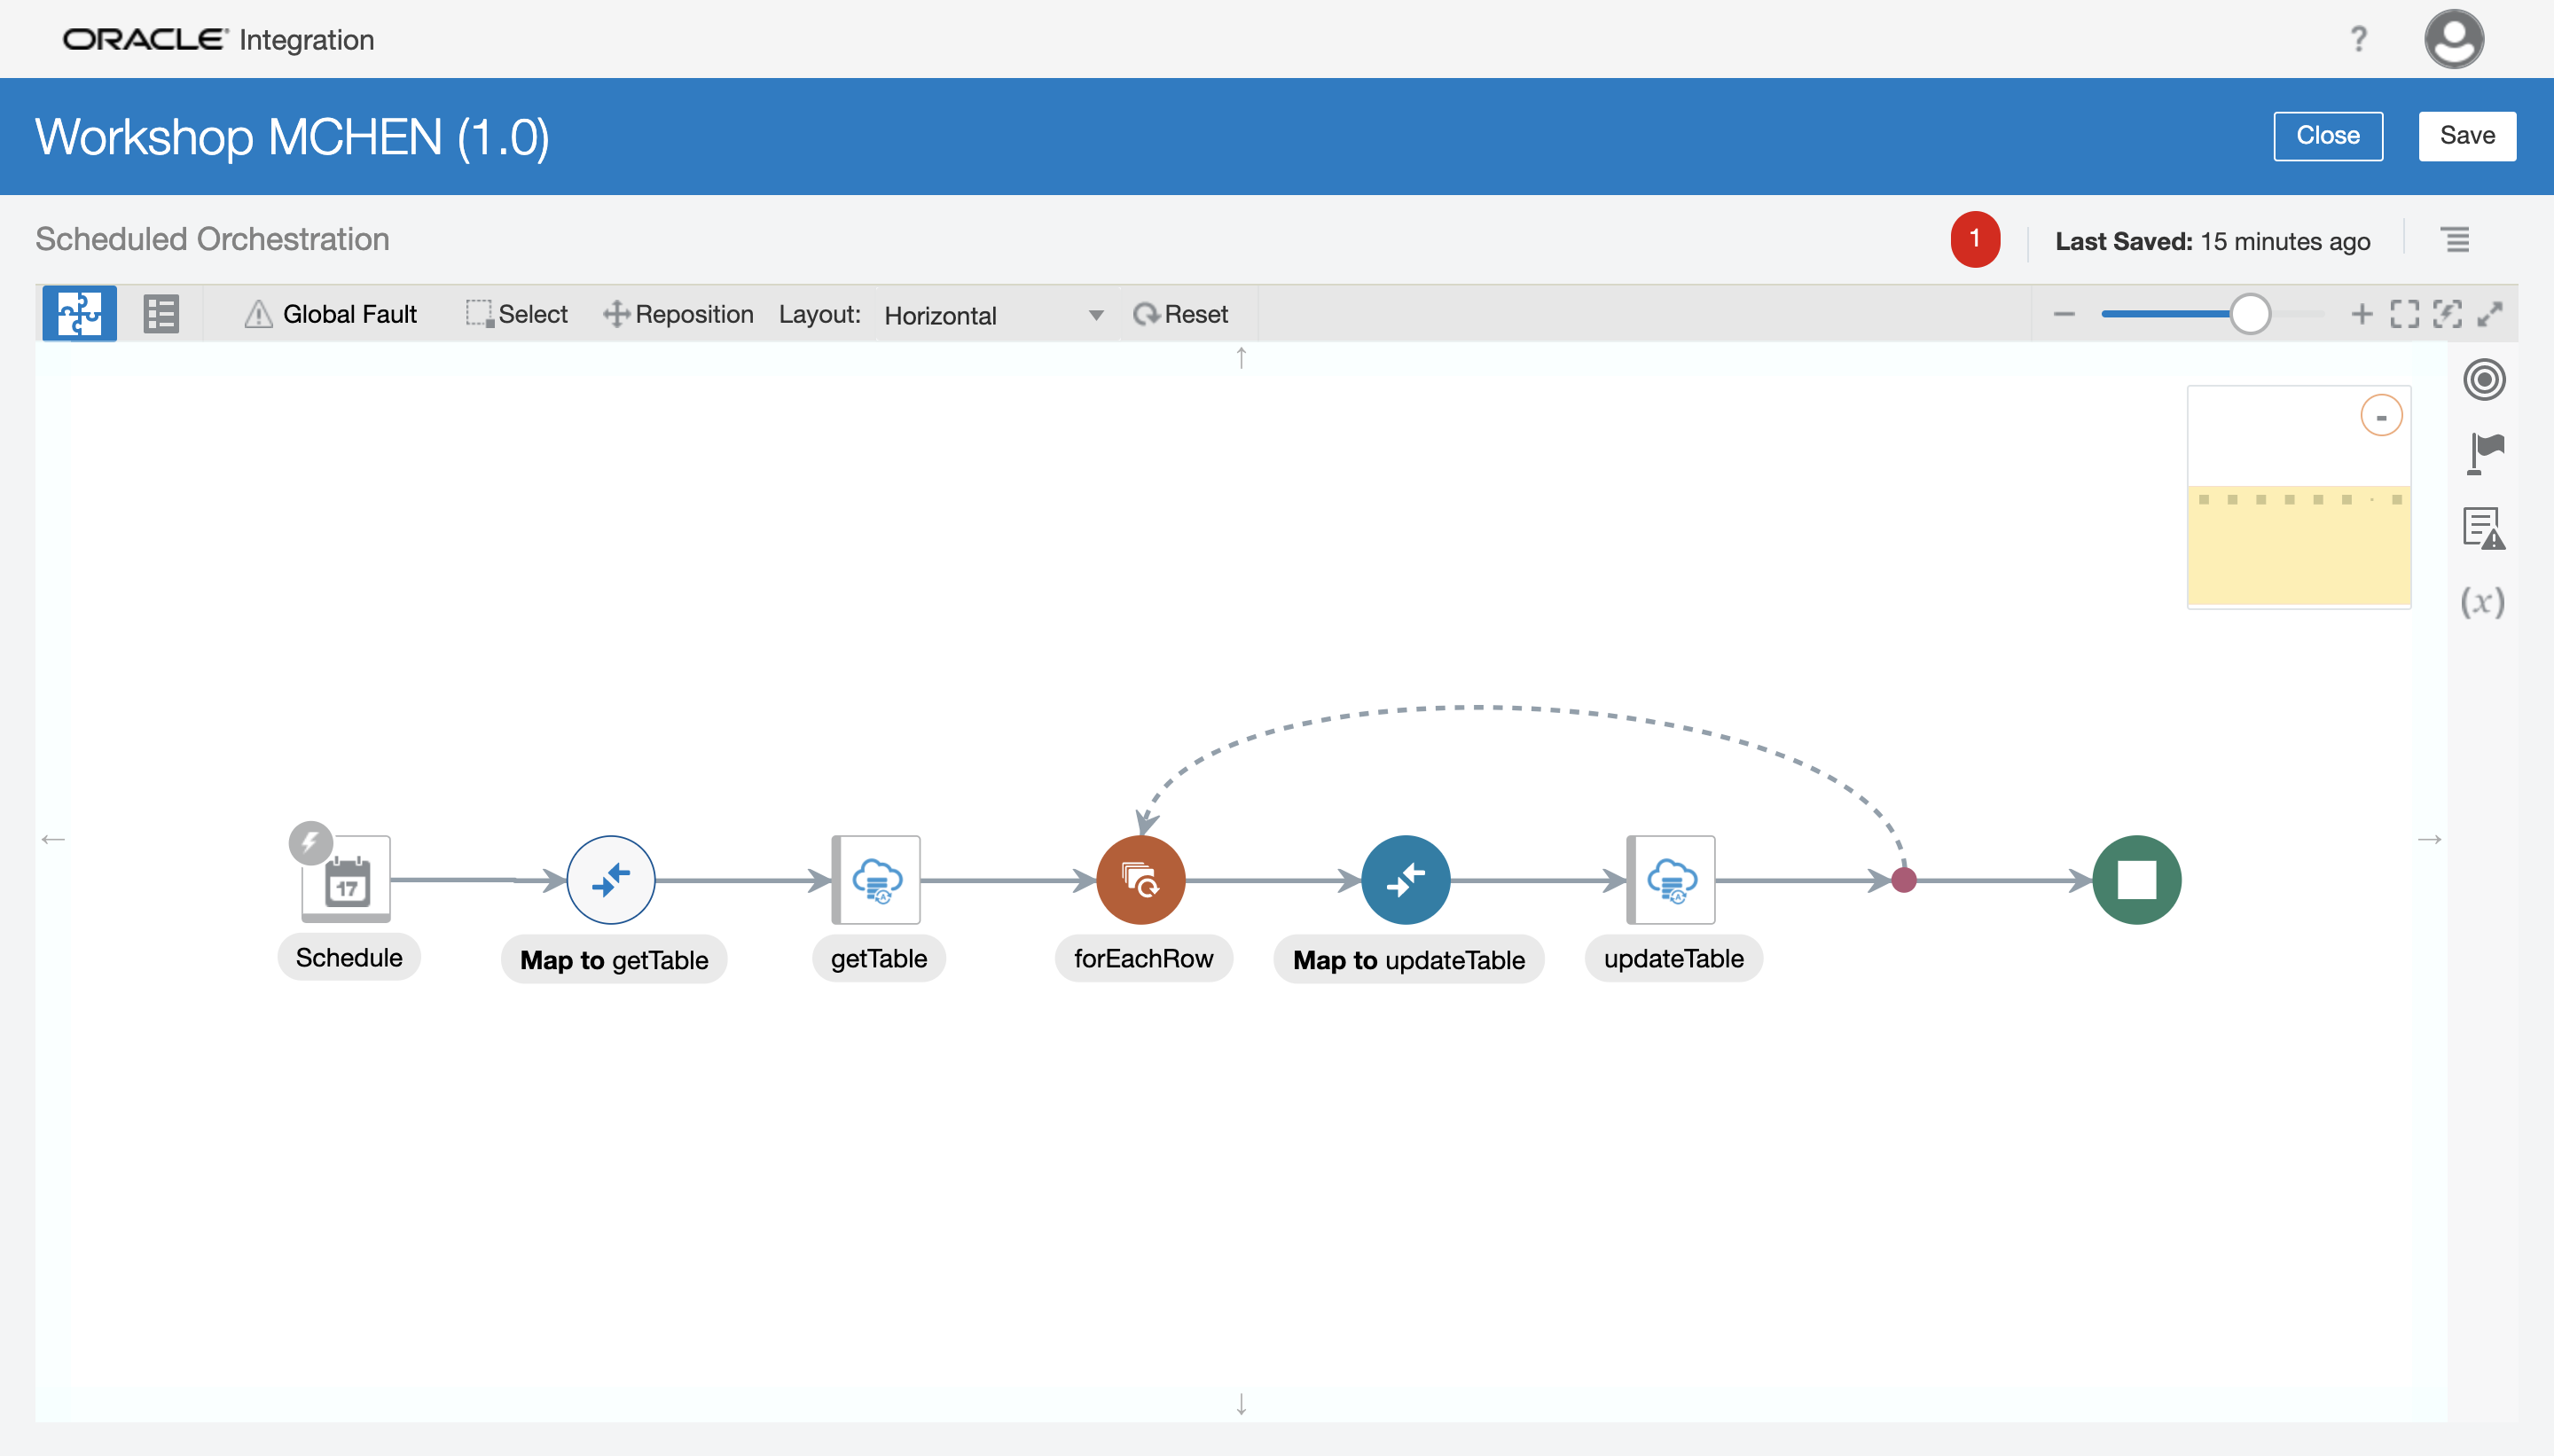 ORACLE Integration
?
Workshop MCHEN (1.0)
Close
Save
Scheduled Orchestration
1
Last Saved: 15 minutes ago
Global Fault
Select
Reposition
Layout:
Horizontal
Reset
(x)
17
Schedule
Map to getTable
getTable
forEachRow
Map to updateTable
updateTable